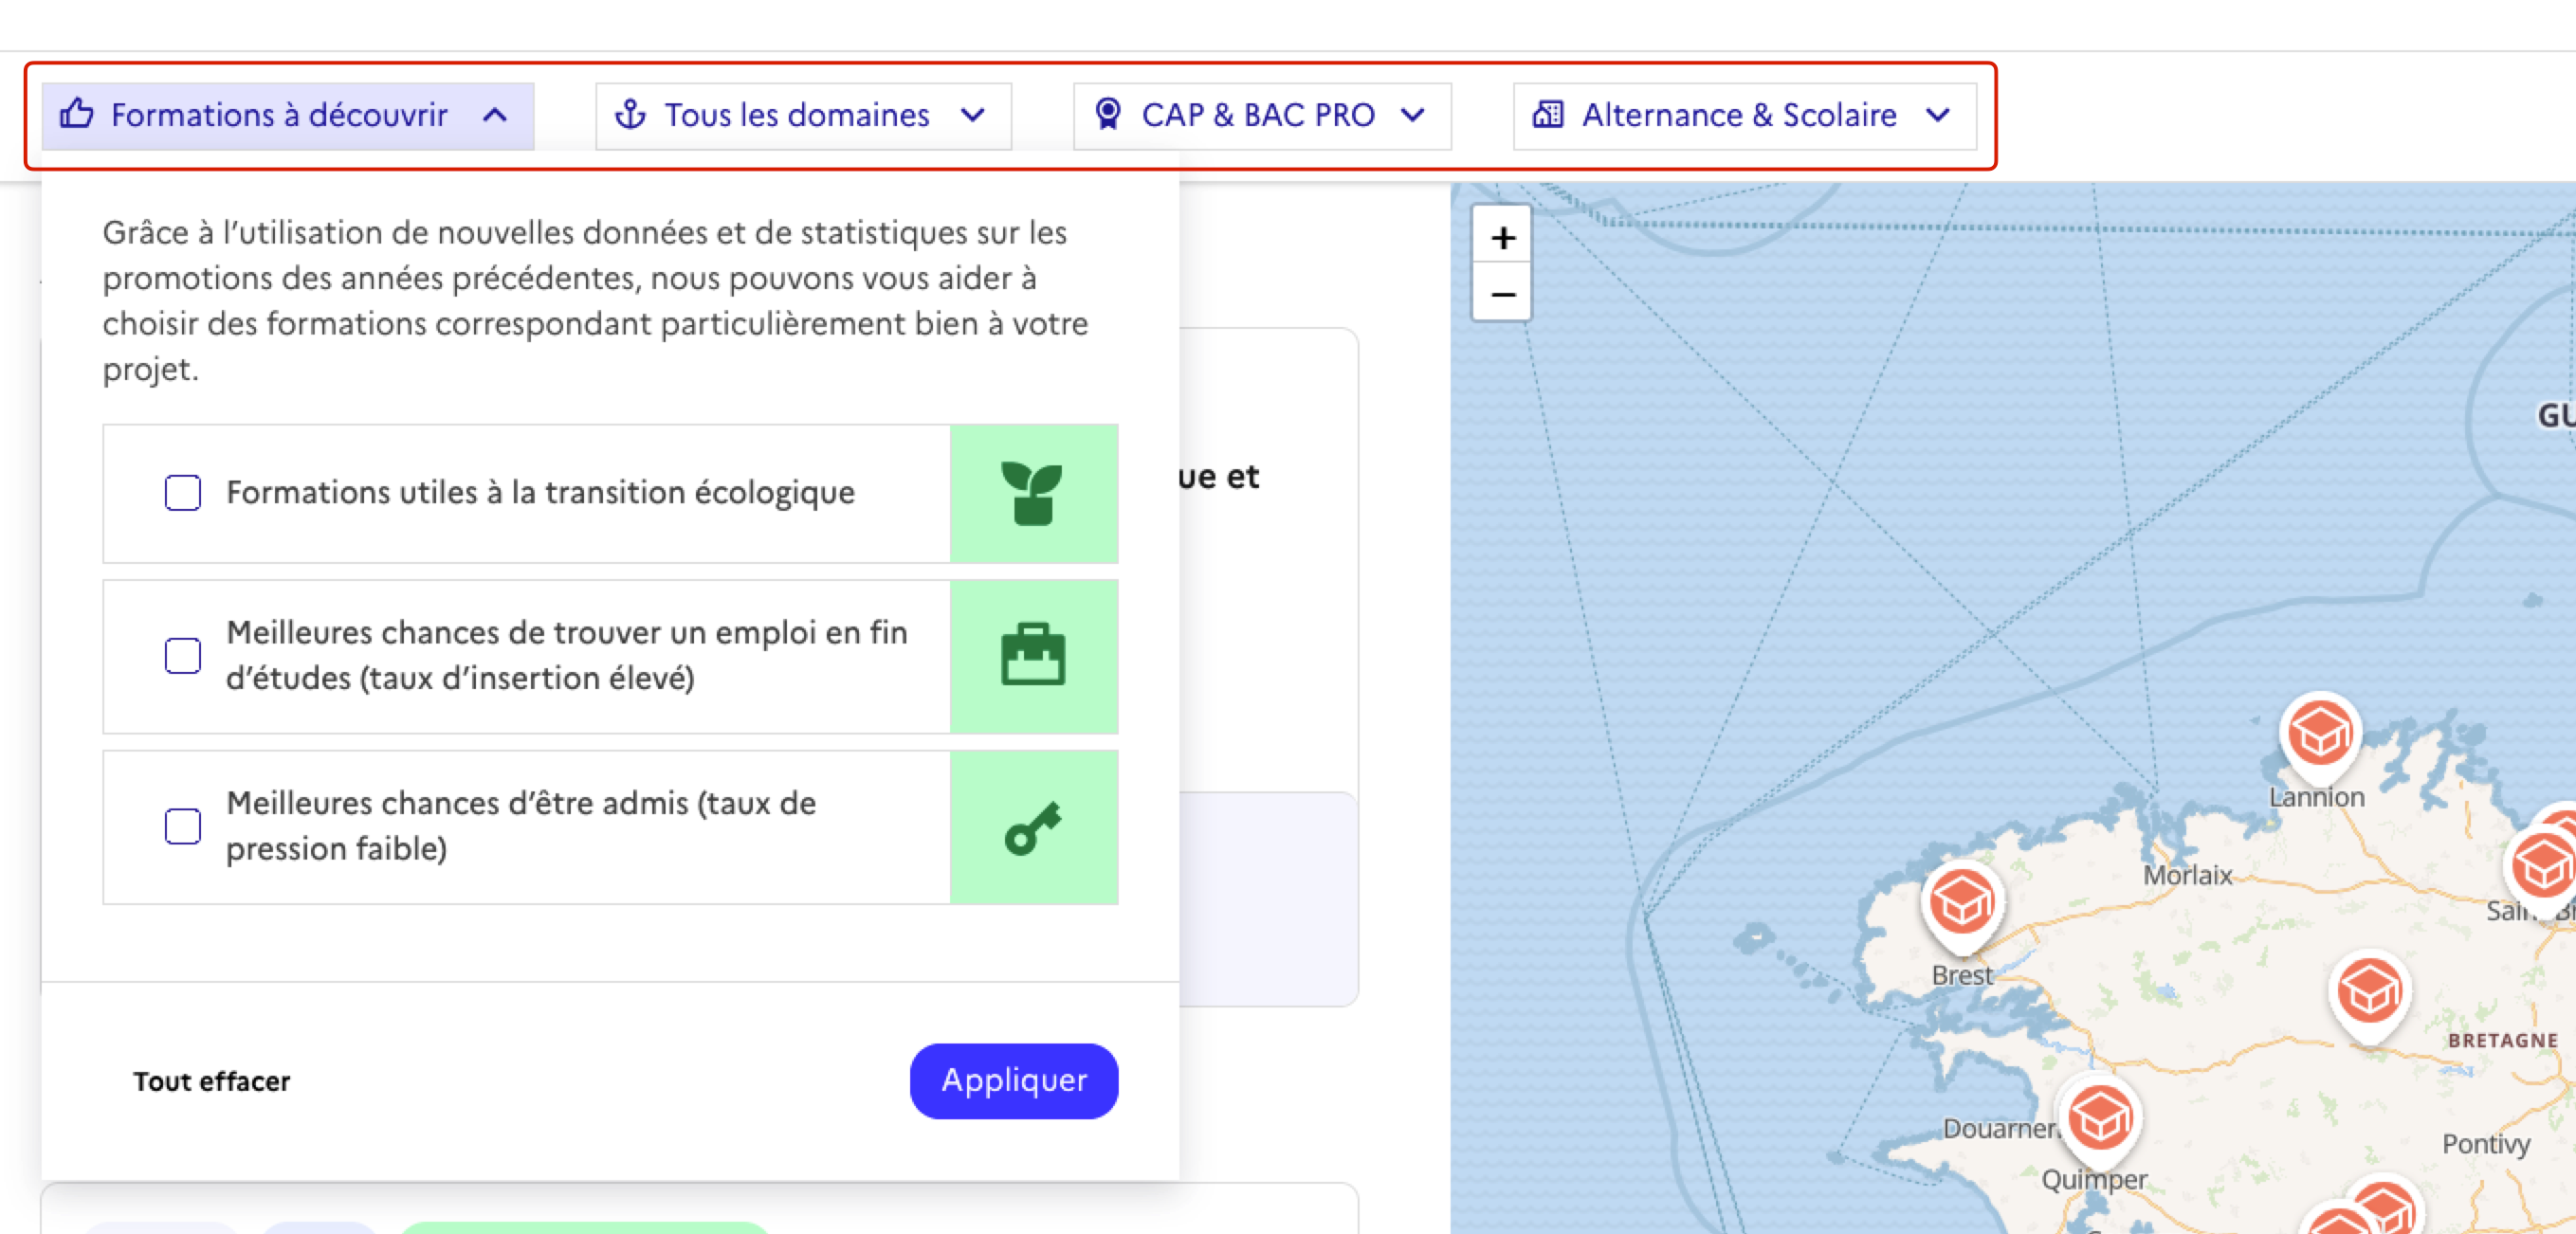 Formations à découvrir
Tous les domaines
CAP & BAC PRO
Alternance & Scolaire
Grâce à l’utilisation de nouvelles données et de statistiques sur les
promotions des années précédentes, nous pouvons vous aider à
choisir des formations correspondant particulièrement bien à votre
projet.
Formations utiles à la transition écologique
Meilleures chances de trouver un emploi en fin
d’études (taux d’insertion élevé)
Meilleures chances d’être admis (taux de
pression faible)
Tout effacer
Appliquer
ue et
+
−
GU
Lannion
Morlaix
Brest
BRETAGNE
Pontivy
Quimper